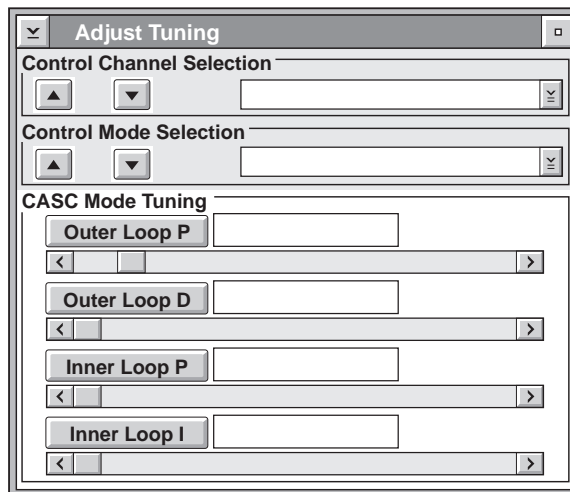 Adjust Tuning
Control Channel Selection
Control Mode Selection
CASC Mode Tuning
Outer Loop P
Outer Loop D
Inner Loop P
Inner Loop I